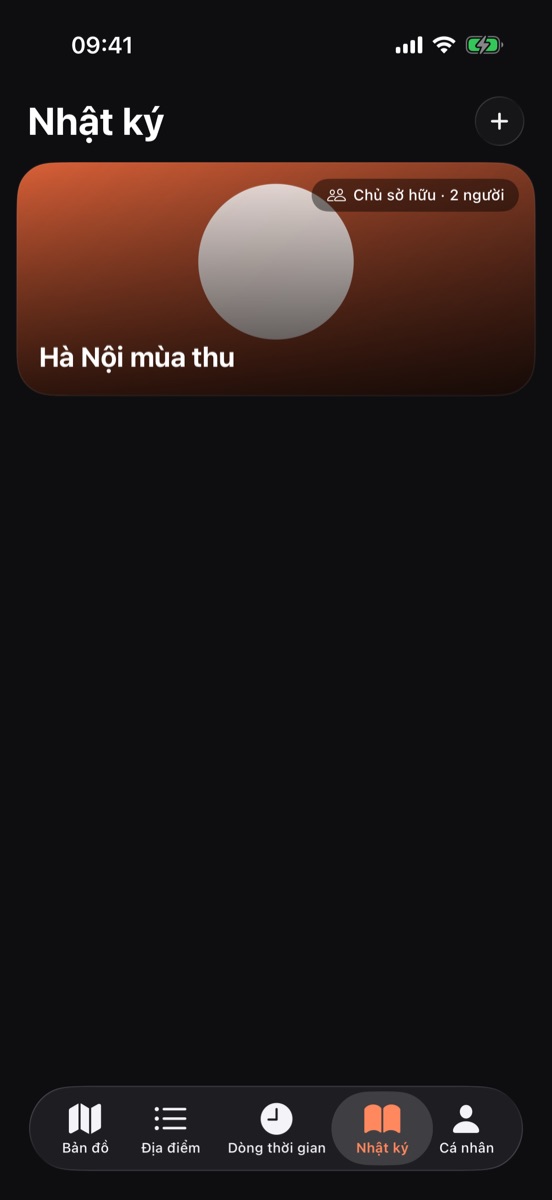 09:41
Nhật ký
Chủ sở hữu · 2 người
Hà Nội mùa thu
Bản đồ
Địa điểm
Dòng thời gian
Nhật ký
Cá nhân